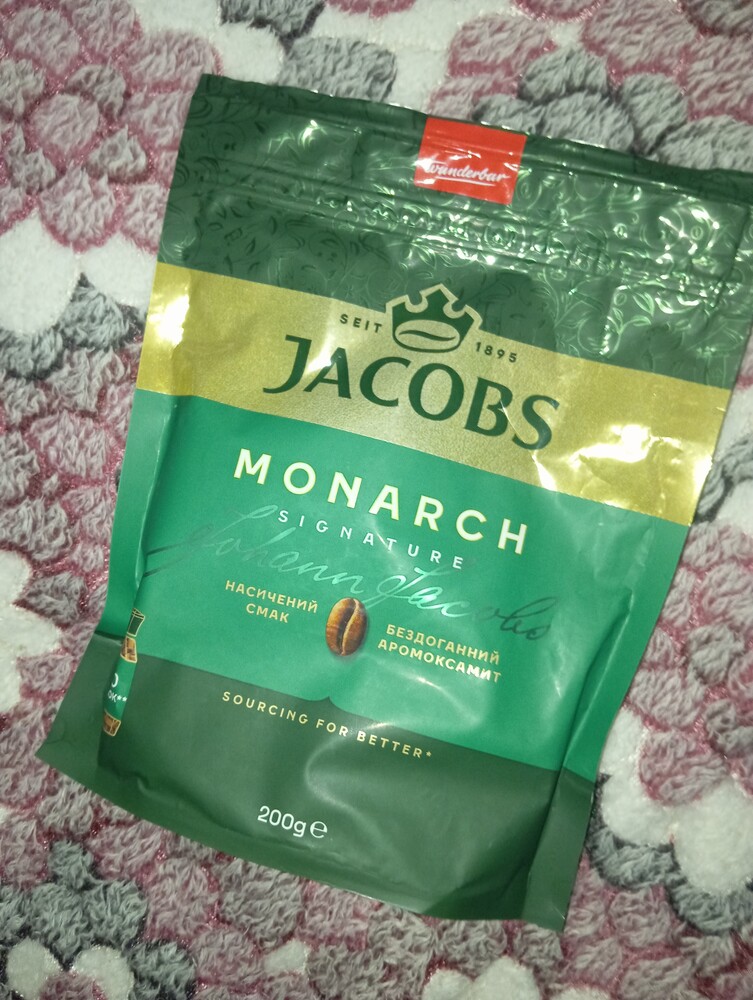 wunderbar
SEIT 1895
JACOBS
MONARCH
SIGNATURE
Johann Jacobs
НАСИЧЕНИЙ
СМАК
БЕЗДОГАННИЙ
АРОМОКСАМИТ
SOURCING FOR BETTER*
200g e